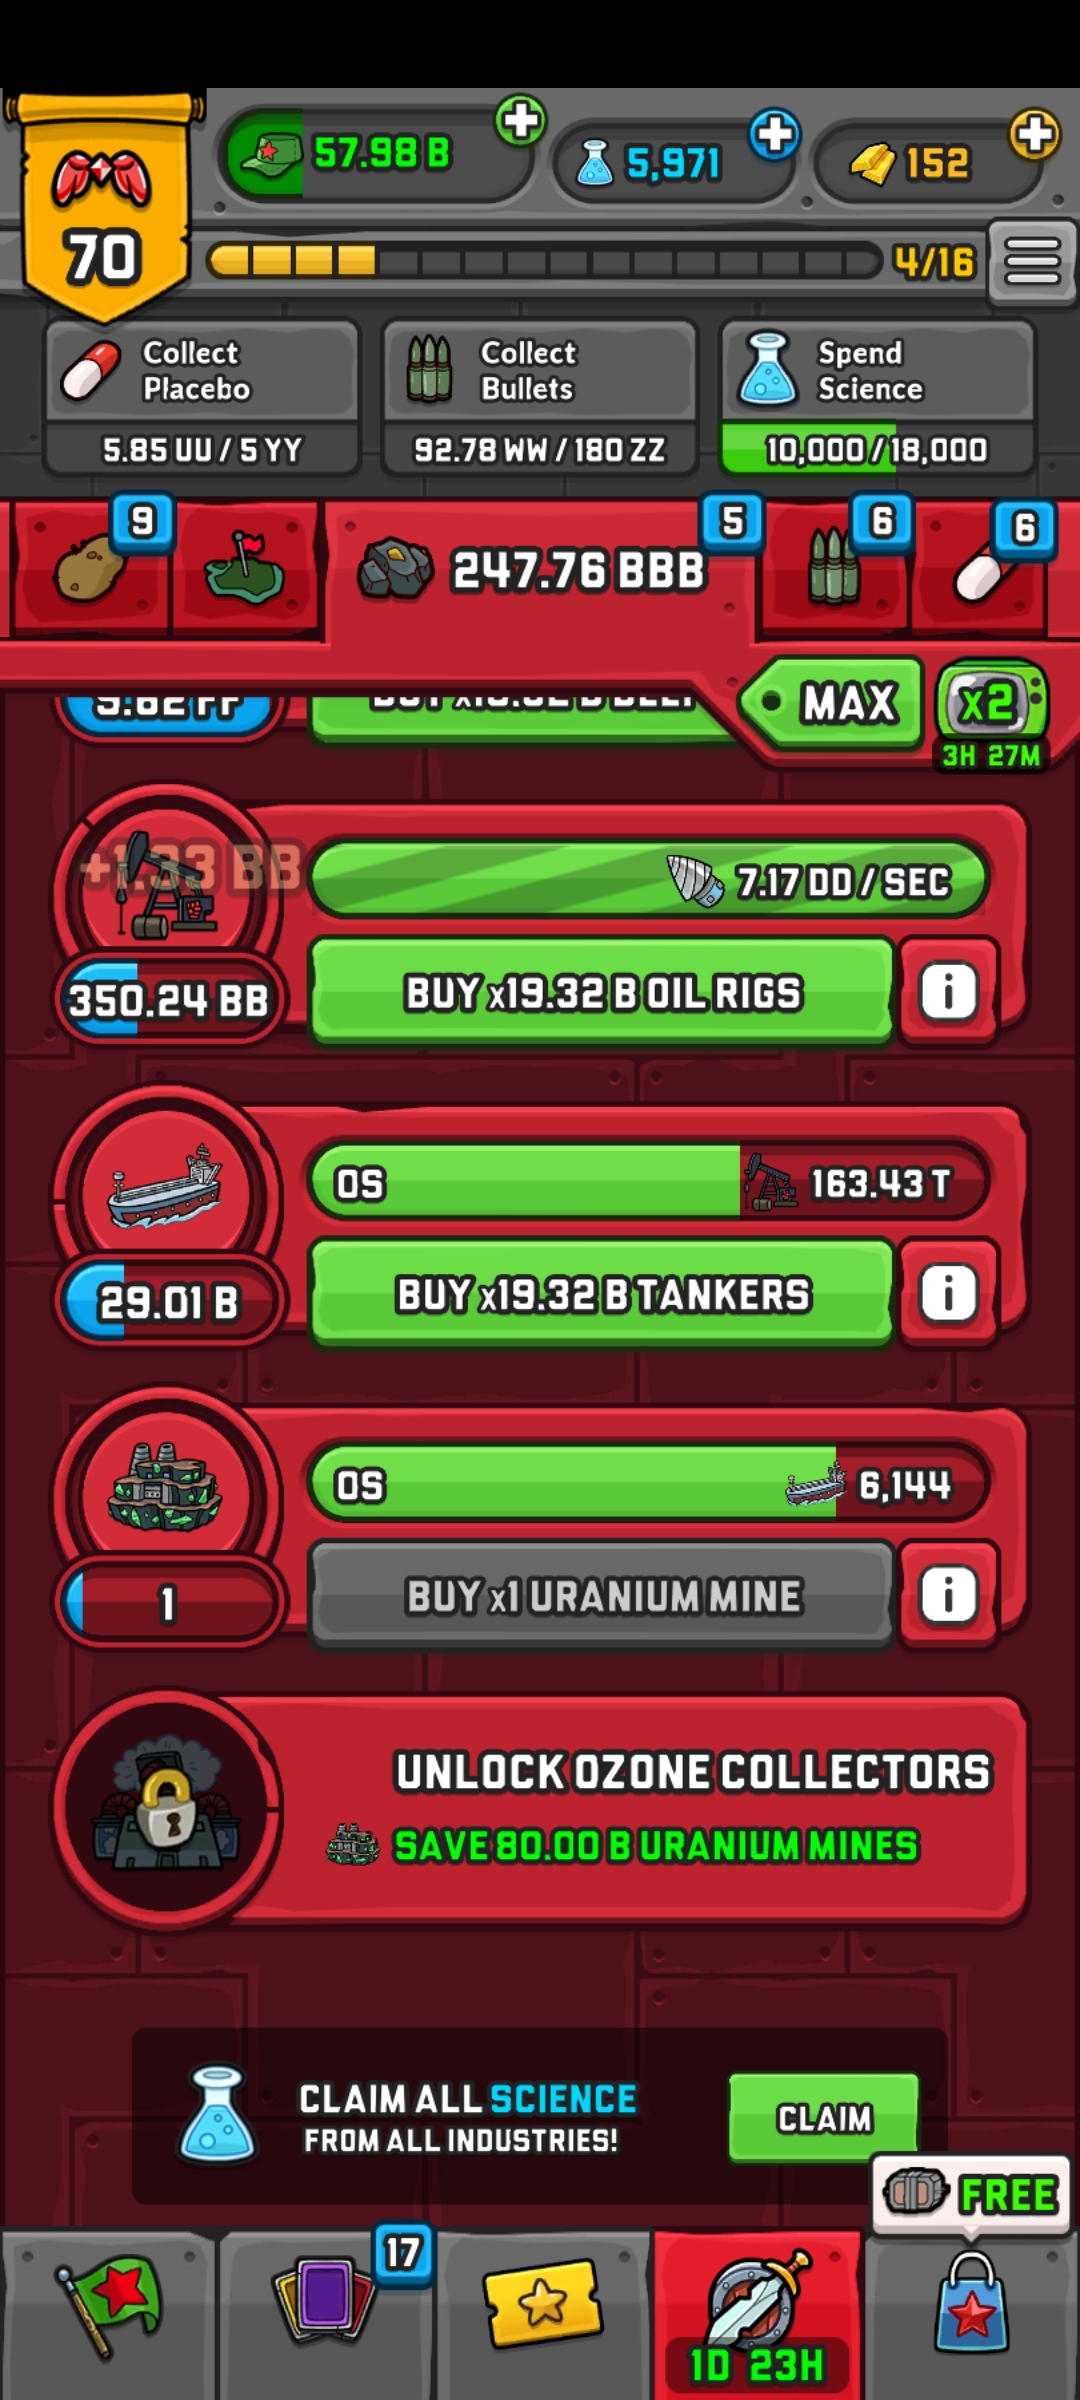 57.98 B
5,971
152
70
4/16
Collect
Placebo
5.85 UU / 5 YY
Collect
Bullets
92.78 WW / 180 ZZ
Spend
Science
10,000 / 18,000
9
247.76 BBB
5
6
6
MAX
x2
3H 27M
+1.33 BB
7.17 DD / SEC
350.24 BB
BUY x19.32 B OIL RIGS
i
0S
163.43 T
29.01 B
BUY x19.32 B TANKERS
i
0S
6,144
1
BUY x1 URANIUM MINE
i
UNLOCK OZONE COLLECTORS
SAVE 80.00 B URANIUM MINES
CLAIM ALL SCIENCE
FROM ALL INDUSTRIES!
CLAIM
FREE
17
1D 23H